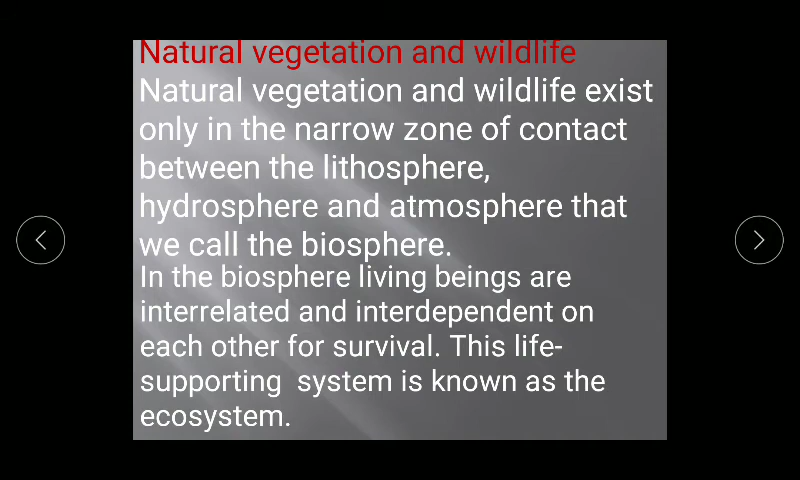 Natural vegetation and wildlife
Natural vegetation and wildlife exist
only in the narrow zone of contact
between the lithosphere,
hydrosphere and atmosphere that
we call the biosphere.
In the biosphere living beings are
interrelated and interdependent on
each other for survival. This life-
supporting  system is known as the
ecosystem.